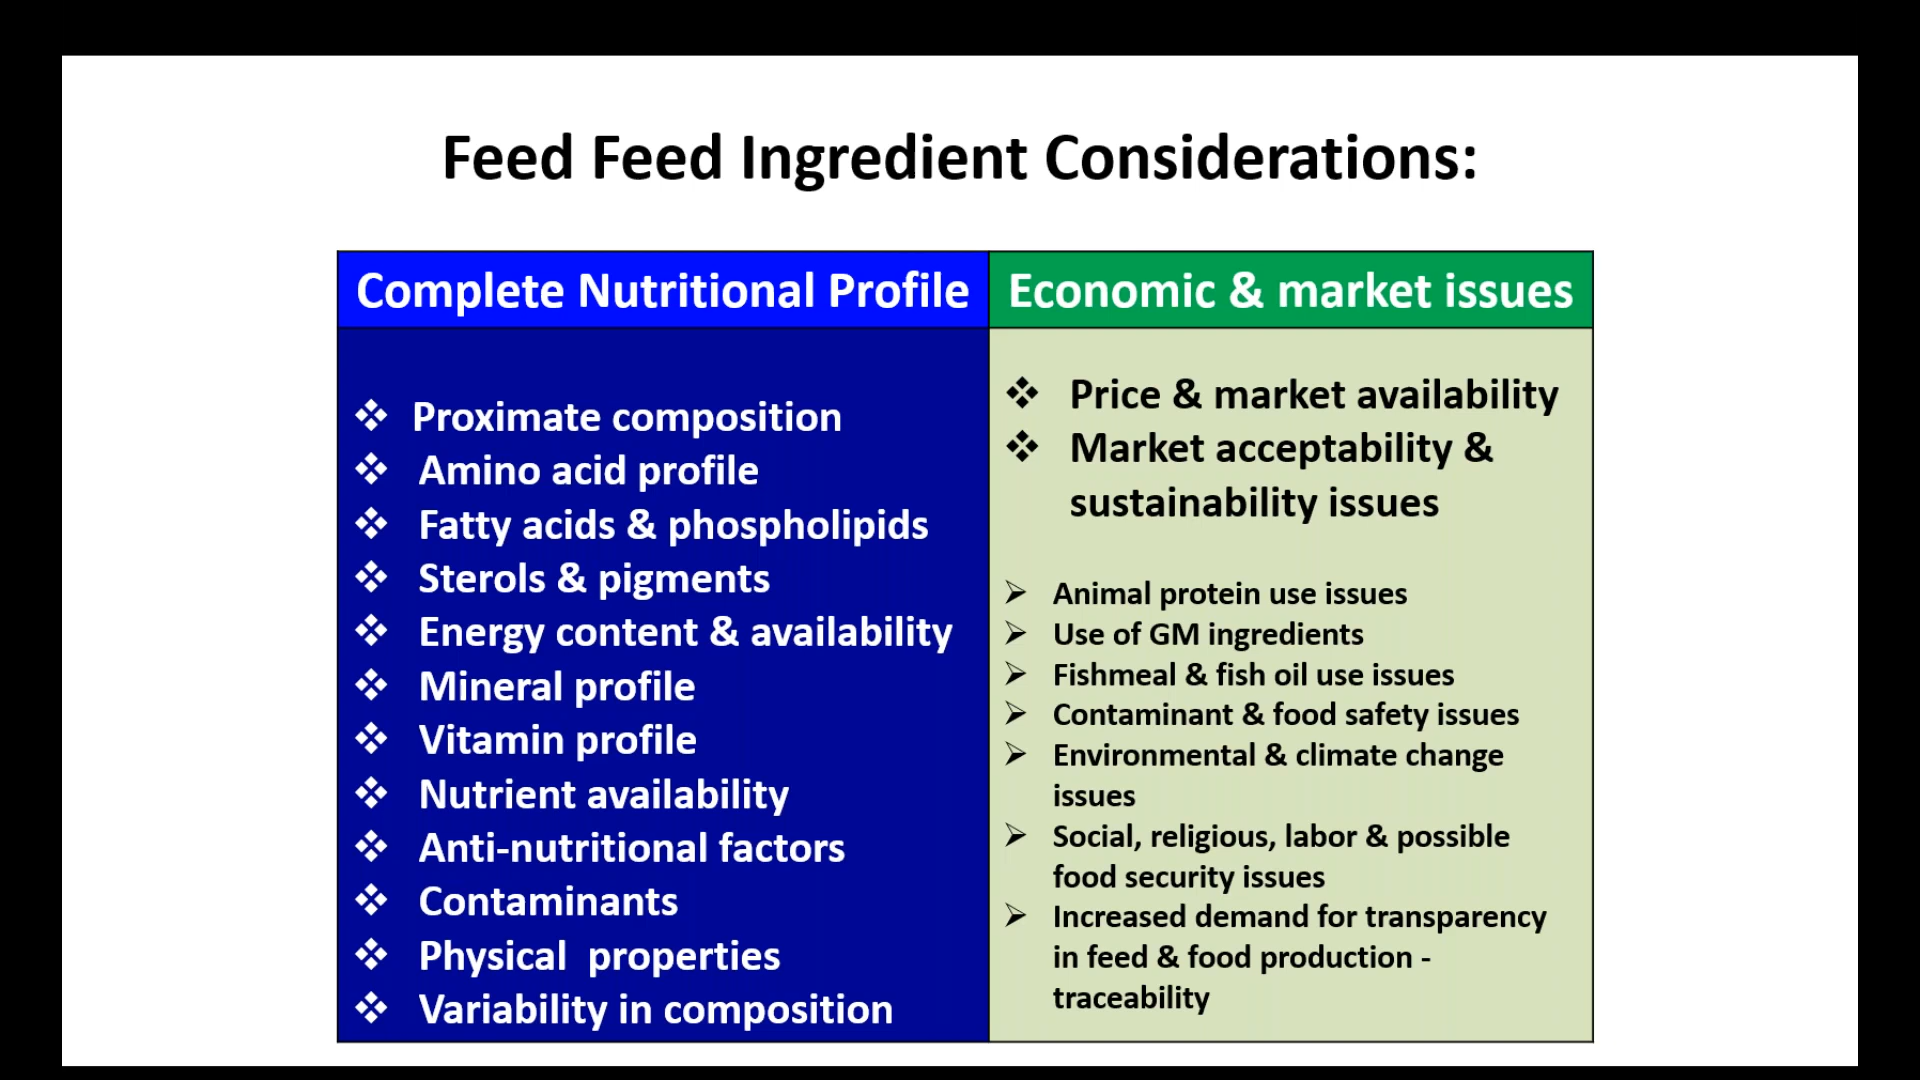 Feed Feed Ingredient Considerations:
Complete Nutritional Profile
❖ Proximate composition
❖ Amino acid profile
❖ Fatty acids & phospholipids
❖ Sterols & pigments
❖ Energy content & availability
❖ Mineral profile
❖ Vitamin profile
❖ Nutrient availability
❖ Anti-nutritional factors
❖ Contaminants
❖ Physical  properties
❖ Variability in composition
Economic & market issues
❖ Price & market availability
❖ Market acceptability &
sustainability issues
➢ Animal protein use issues
➢ Use of GM ingredients
➢ Fishmeal & fish oil use issues
➢ Contaminant & food safety issues
➢ Environmental & climate change
issues
➢ Social, religious, labor & possible
food security issues
➢ Increased demand for transparency
in feed & food production -
traceability